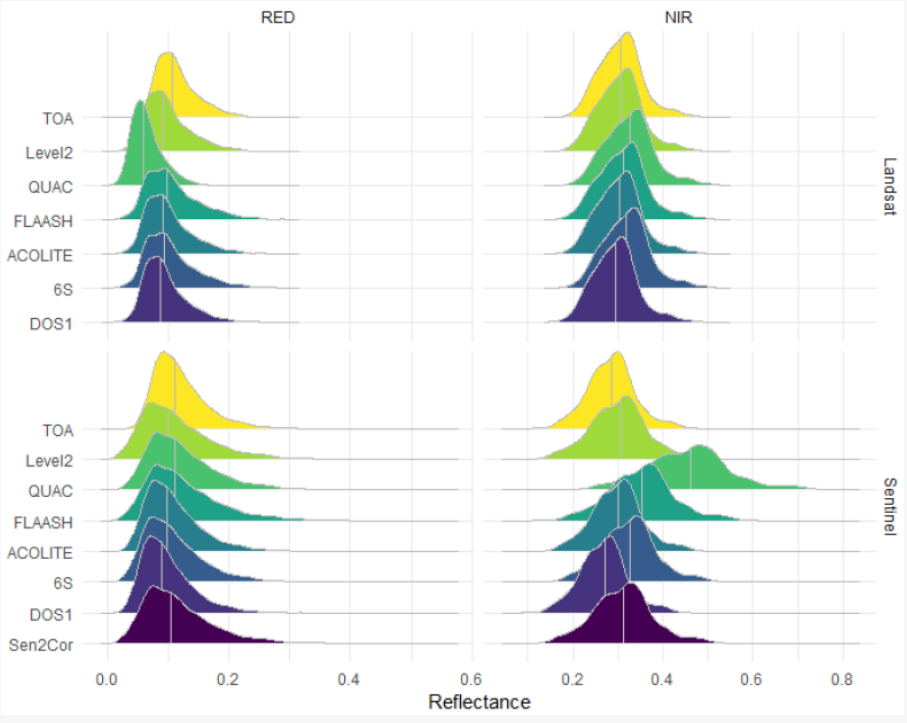 RED NIR
TOA
Level2
QUAC
FLAASH
ACOLITE
6S
DOS1
Landsat
TOA
Level2
QUAC
FLAASH
ACOLITE
6S
DOS1
Sen2Cor
Sentinel
0.0 0.2 0.4 0.6 0.2 0.4 0.6 0.8
Reflectance